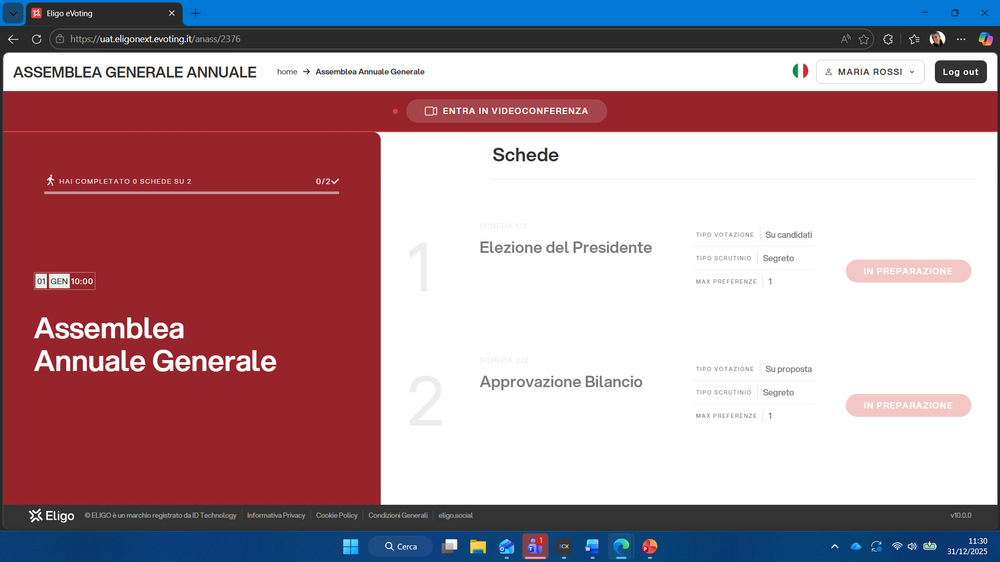 Eligo eVoting
https://uat.eligonext.evoting.it/anass/2376
ASSEMBLEA GENERALE ANNUALE
home → Assemblea Annuale Generale
MARIA ROSSI
Log out
ENTRA IN VIDEOCONFERENZA
HAI COMPLETATO 0 SCHEDE SU 2
0/2
01 GEN 10:00
Assemblea
Annuale Generale
Schede
1
SCHEDA 1/2
Elezione del Presidente
TIPO VOTAZIONE Su candidati
TIPO SCRUTINIO Segreto
MAX PREFERENZE 1
IN PREPARAZIONE
2
SCHEDA 2/2
Approvazione Bilancio
TIPO VOTAZIONE Su proposta
TIPO SCRUTINIO Segreto
MAX PREFERENZE 1
IN PREPARAZIONE
Eligo
© ELIGO è un marchio registrato da ID Technology
Informativa Privacy
Cookie Policy
Condizioni Generali
eligo.social
v10.0.0
Cerca
1
3CX
11:30
31/12/2025